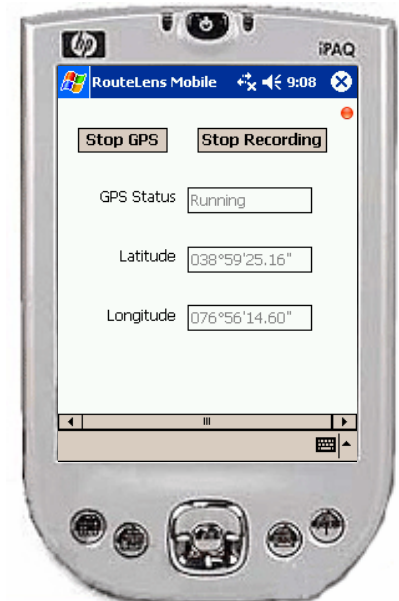 hp
iPAQ
RouteLens Mobile 9:08
Stop GPS Stop Recording
GPS Status Running
Latitude 038°59'25.16"
Longitude 076°56'14.60"